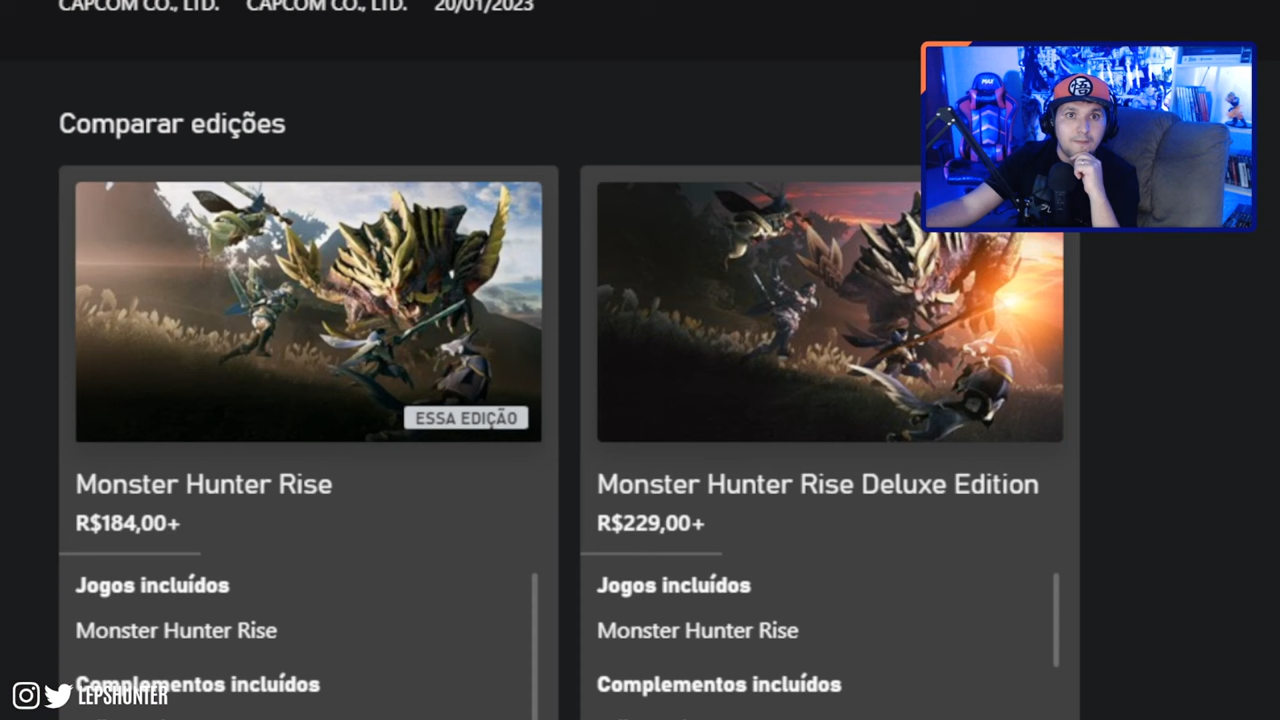 CAPCOM CO., LTD. CAPCOM CO., LTD. 20/01/2023
Comparar edições
MAX
悟
ESSA EDIÇÃO
Monster Hunter Rise
R$184,00+
Jogos incluídos
Monster Hunter Rise
Complementos incluídos
Monster Hunter Rise Deluxe Edition
R$229,00+
Jogos incluídos
Monster Hunter Rise
Complementos incluídos
LEPSHUNTER